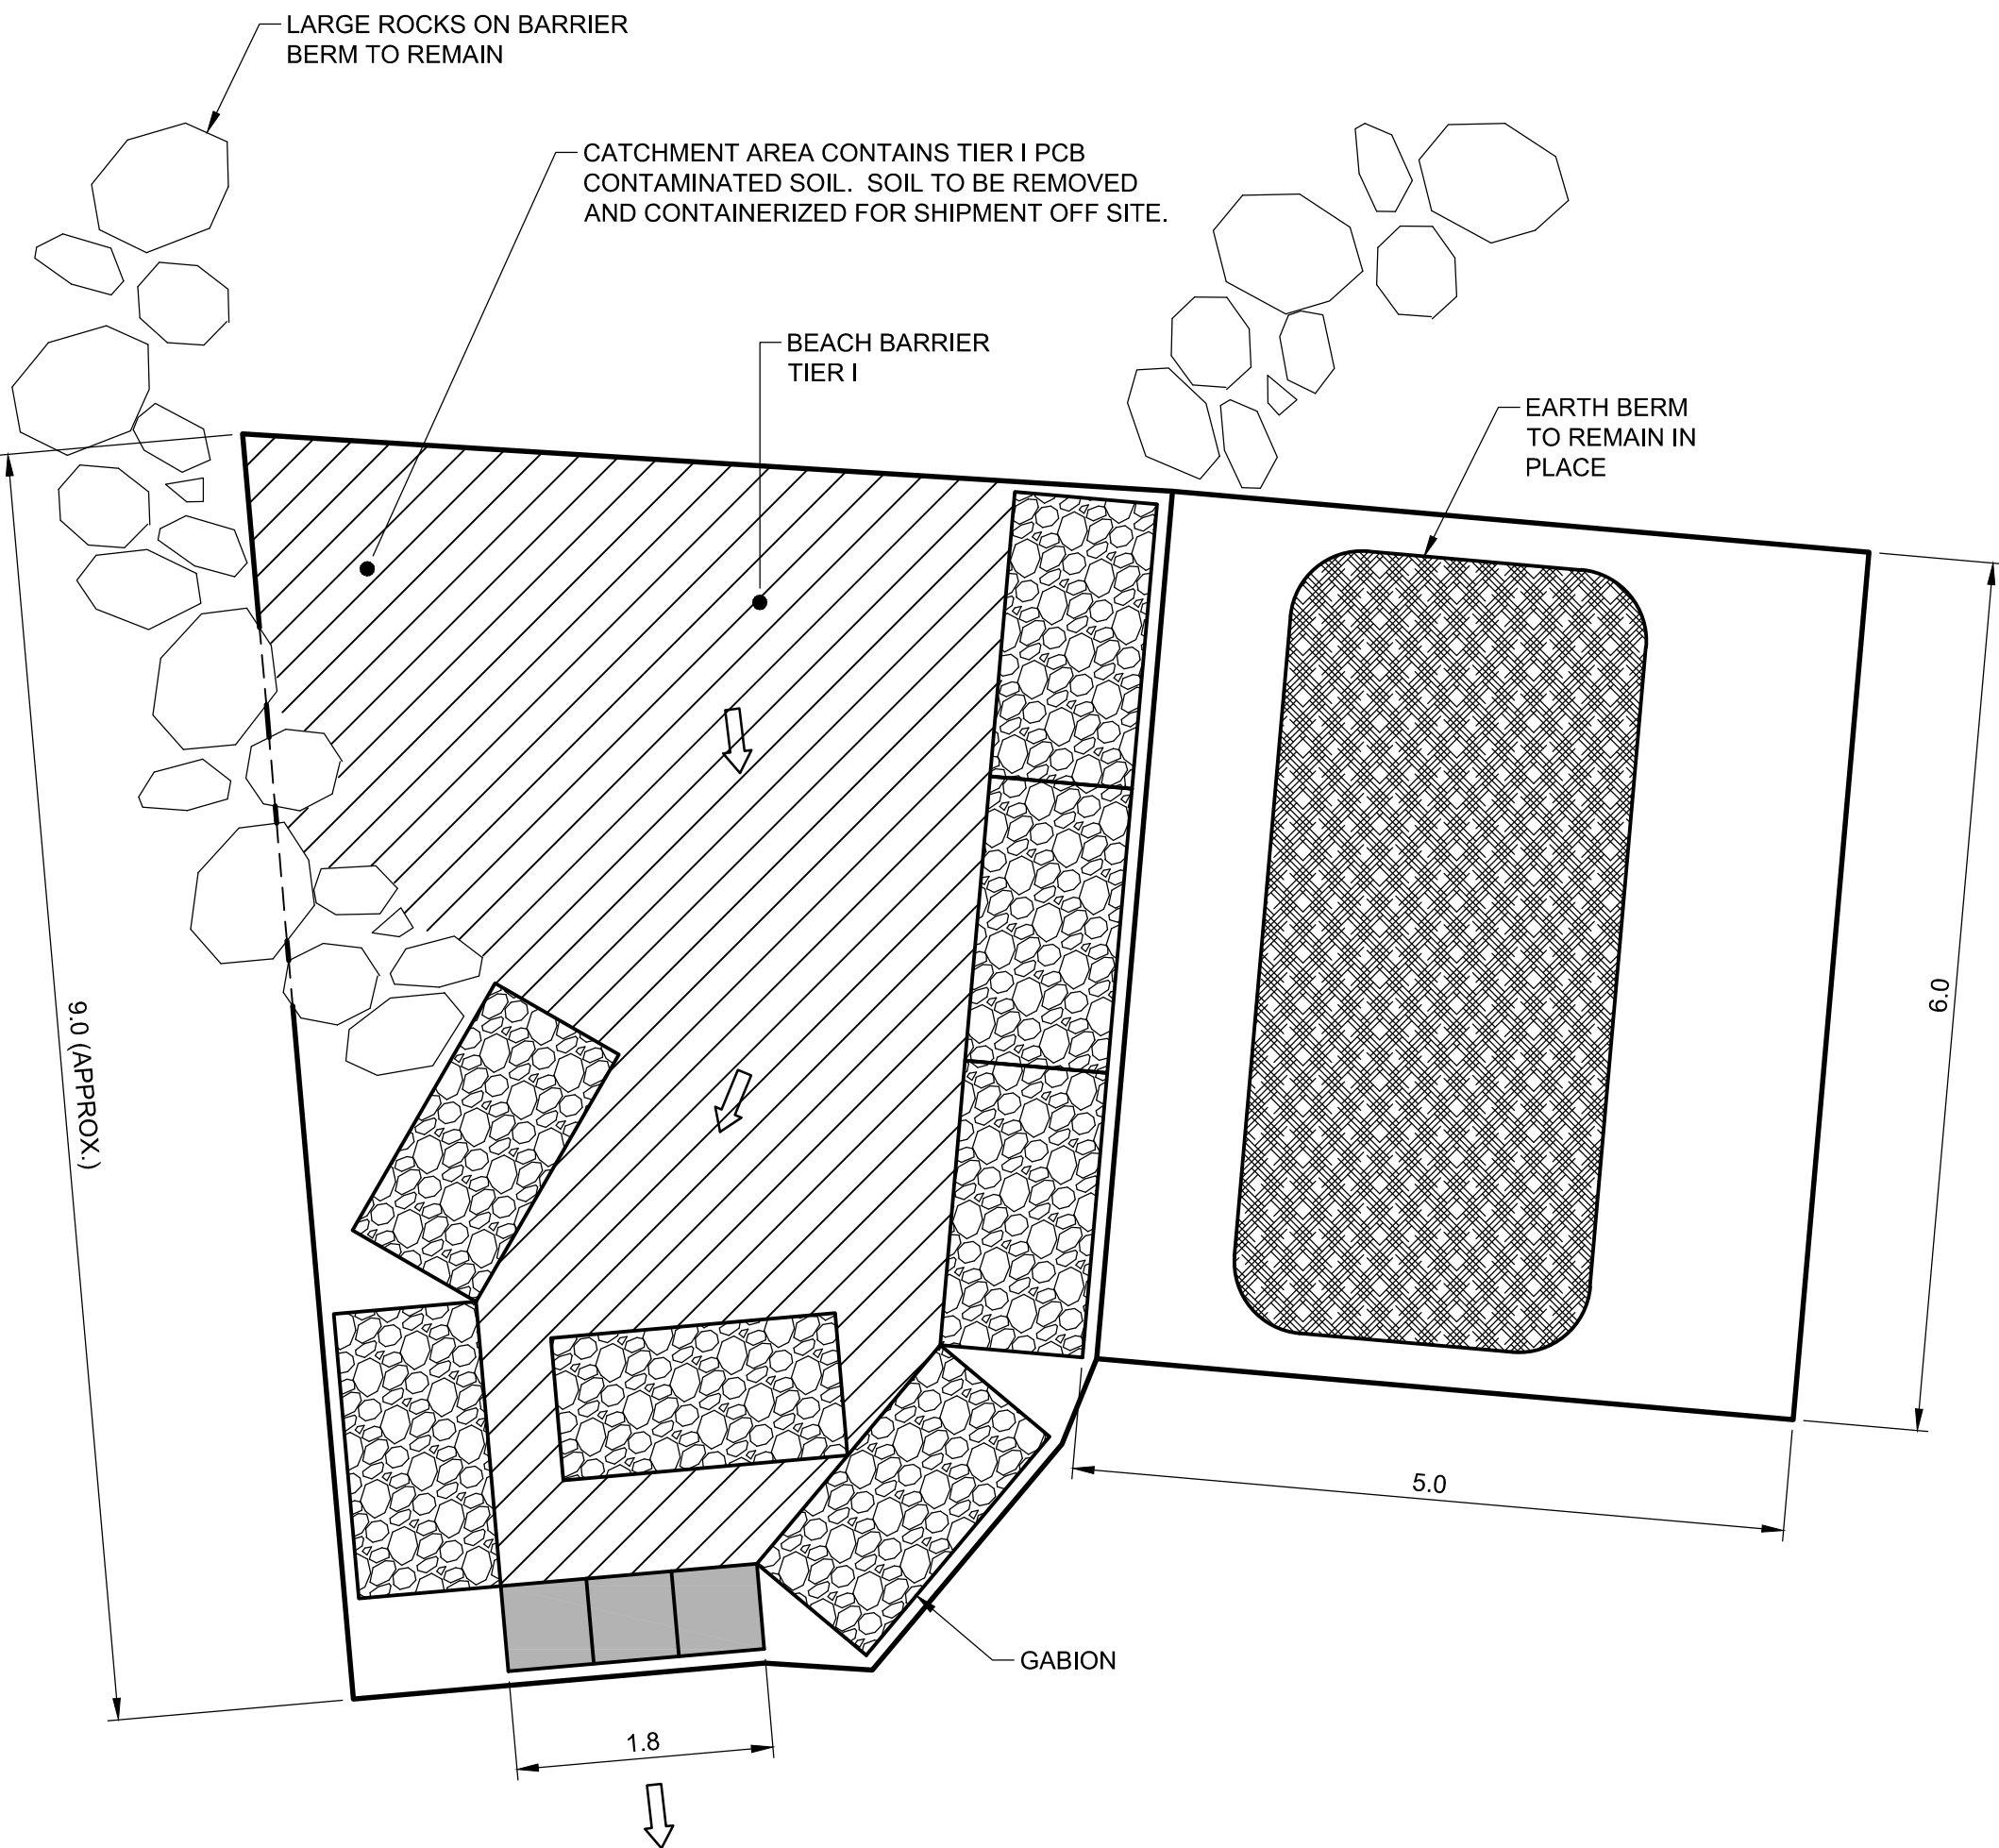 LARGE ROCKS ON BARRIER
BERM TO REMAIN
CATCHMENT AREA CONTAINS TIER I PCB
CONTAMINATED SOIL.  SOIL TO BE REMOVED
AND CONTAINERIZED FOR SHIPMENT OFF SITE.
BEACH BARRIER
TIER I
EARTH BERM
TO REMAIN IN
PLACE
9.0 (APPROX.)
6.0
5.0
GABION
1.8